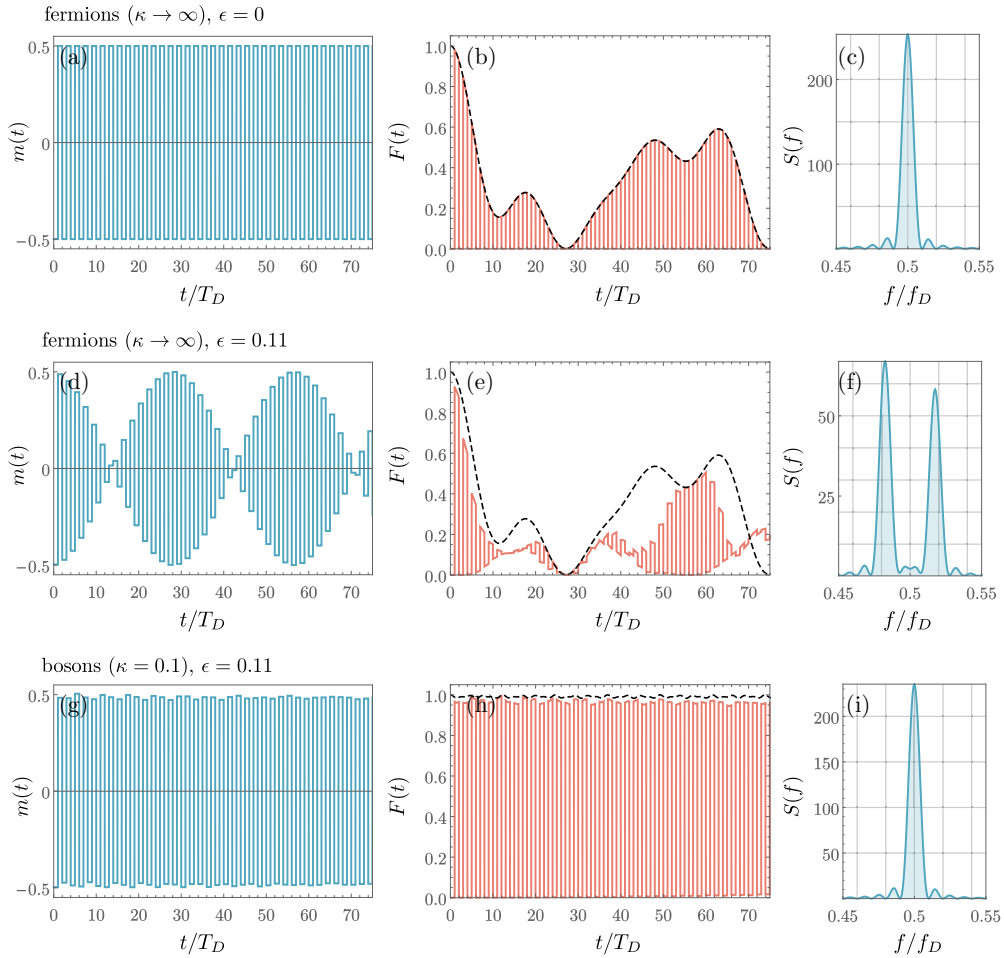 fermions (κ → ∞), ϵ = 0
(a)
m(t)
0.5
0
−0.5
0 10 20 30 40 50 60 70
t/T_D
(b)
F(t)
1.0
0.8
0.6
0.4
0.2
0.0
0 10 20 30 40 50 60 70
t/T_D
(c)
S(f)
200
100
0.45 0.5 0.55
f/f_D
fermions (κ → ∞), ϵ = 0.11
(d)
m(t)
0.5
0
−0.5
0 10 20 30 40 50 60 70
t/T_D
(e)
F(t)
1.0
0.8
0.6
0.4
0.2
0.0
0 10 20 30 40 50 60 70
t/T_D
(f)
S(f)
50
25
0.45 0.5 0.55
f/f_D
bosons (κ = 0.1), ϵ = 0.11
(g)
m(t)
0.5
0
−0.5
0 10 20 30 40 50 60 70
t/T_D
(h)
F(t)
1.0
0.8
0.6
0.4
0.2
0.0
0 10 20 30 40 50 60 70
t/T_D
(i)
S(f)
200
150
100
50
0.45 0.5 0.55
f/f_D